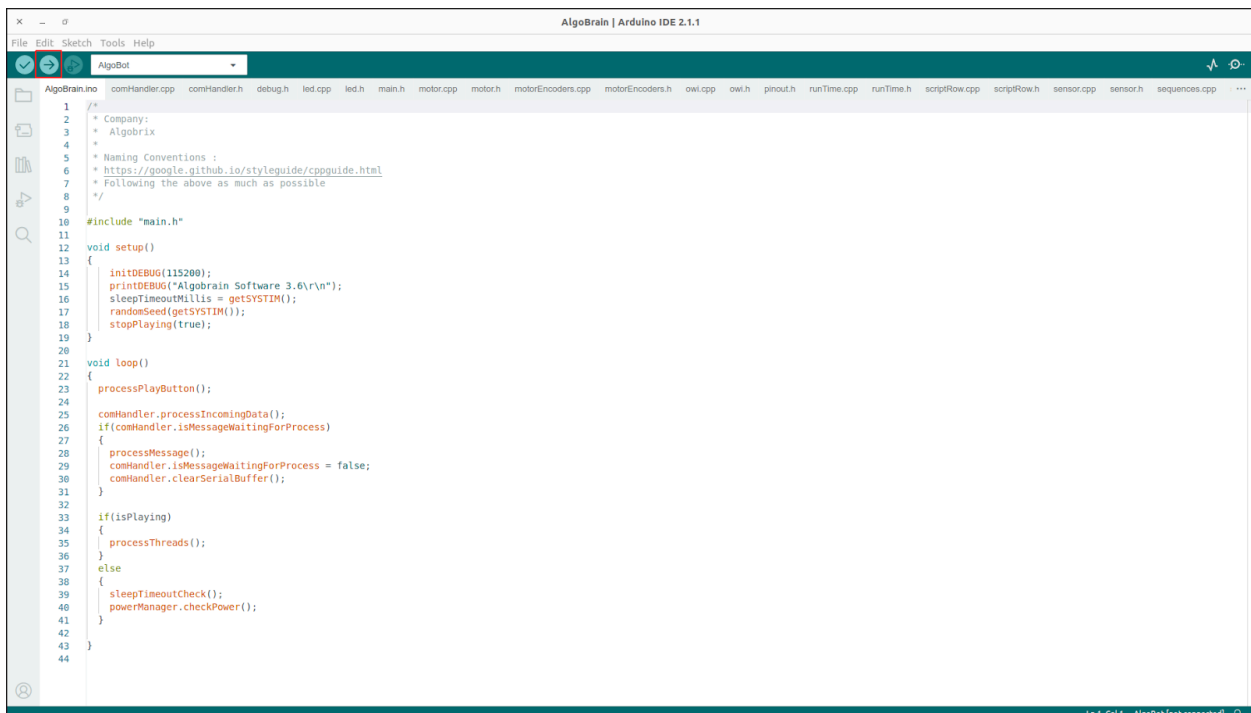 AlgoBrain | Arduino IDE 2.1.1
File Edit Sketch Tools Help
AlgoBot
AlgoBrain.ino comHandler.cpp comHandler.h debug.h led.cpp led.h main.h motor.cpp motor.h motorEncoders.cpp motorEncoders.h owi.cpp owi.h pinout.h runTime.cpp runTime.h scriptRow.cpp scriptRow.h sensor.cpp sensor.h sequences.cpp ...
1 /*
2 * Company:
3 * Algobrix
4 *
5 * Naming Conventions :
6 * https://google.github.io/styleguide/cppguide.html
7 * Following the above as much as possible
8 */
9
10 #include "main.h"
11
12 void setup()
13 {
14 initDEBUG(115200);
15 printDEBUG("Algobrain Software 3.6\r\n");
16 sleepTimeoutMillis = getSYSTIM();
17 randomSeed(getSYSTIM());
18 stopPlaying(true);
19 }
20
21 void loop()
22 {
23 processPlayButton();
24
25 comHandler.processIncomingData();
26 if(comHandler.isMessageWaitingForProcess)
27 {
28 processMessage();
29 comHandler.isMessageWaitingForProcess = false;
30 comHandler.clearSerialBuffer();
31 }
32
33 if(isPlaying)
34 {
35 processThreads();
36 }
37 else
38 {
39 sleepTimeoutCheck();
40 powerManager.checkPower();
41 }
42
43 }
44
Ln 1, Col 1 AlgoBot [not connected]